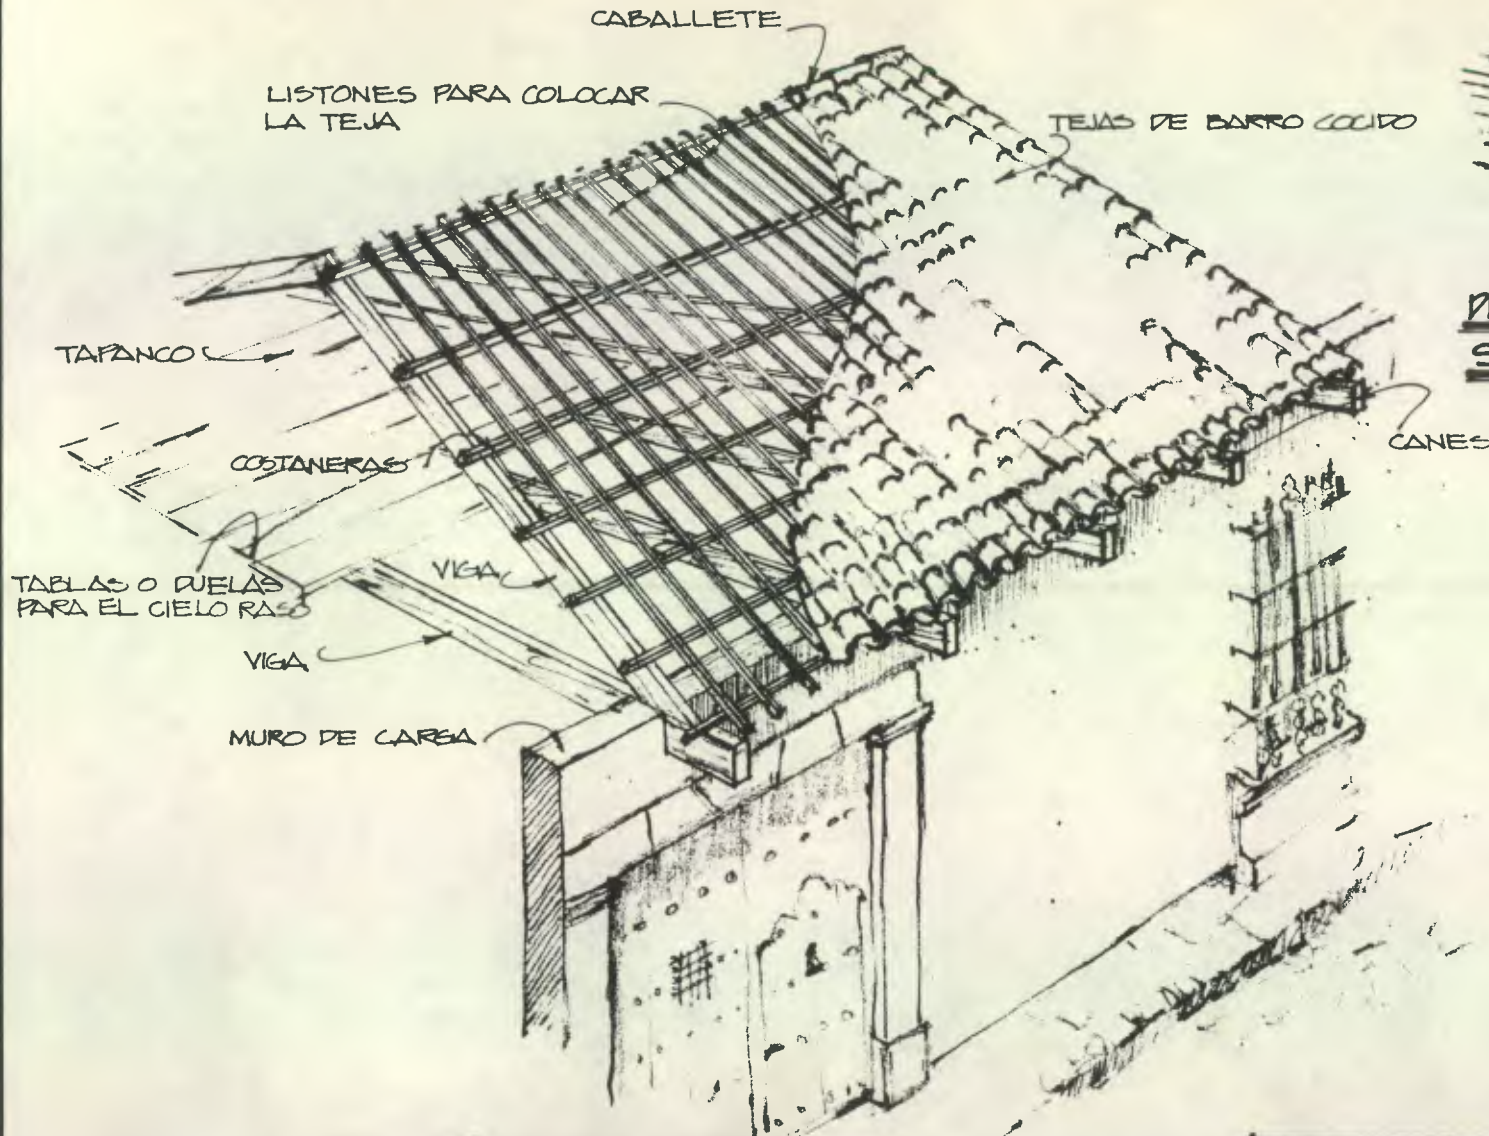 CABALLETE
LISTONES PARA COLOCAR
LA TEJA
TEJAS DE BARRO COCIDO
TAPANCO
COSTANERAS
CANES
TABLAS O DUELAS
PARA EL CIELO RASO
VIGA
VIGA
MURO DE CARGA